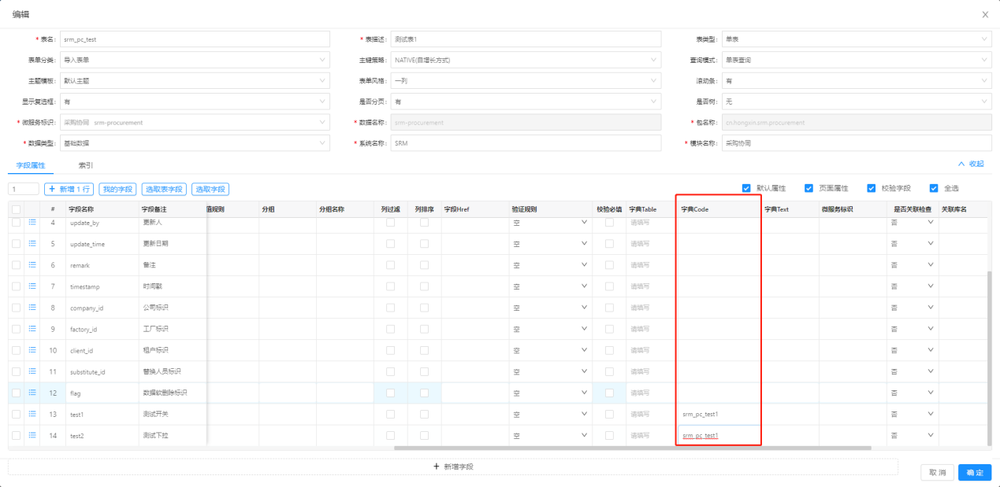 编辑
* 表名: srm_pc_test * 表描述: 测试表1 表类型: 单表
表单分类: 导入表单 主键策略: NATIVE(自增长方式) 查询模式: 单表查询
主题模板: 默认主题 表单风格: 一列 滚动条: 有
显示复选框: 有 是否分页: 有 是否树: 无
* 微服务标识: 采购协同 srm-procurement * 数据名称: srm-procurement * 包名称: cn.hongxin.srm.procurement
* 数据类型: 基础数据 * 系统名称: SRM * 模块名称: 采购协同
字段属性 索引 收起
1 + 新增 1 行 我的字段 选取表字段 选取字段 默认属性 页面属性 校验字段 全选
# 字段名称 字段备注 值规则 分组 分组名称 列过滤 列排序 字段Href 验证规则 校验必填 字典Table 字典Code 字典Text 微服务标识 是否关联检查 关联库名
4 update_by 更新人 空 请填写 否
5 update_time 更新日期 空 请填写 否
6 remark 备注 空 请填写 否
7 timestamp 时间戳 空 请填写 否
8 company_id 公司标识 空 请填写 否
9 factory_id 工厂标识 空 请填写 否
10 client_id 租户标识 空 请填写 否
11 substitute_id 替换人员标识 空 请填写 否
12 flag 数据软删除标识 空 请填写 否
13 test1 测试开关 空 请填写 srm_pc_test1 否
14 test2 测试下拉 空 请填写 srm_pc_test1 否
+ 新增字段
取消 确定